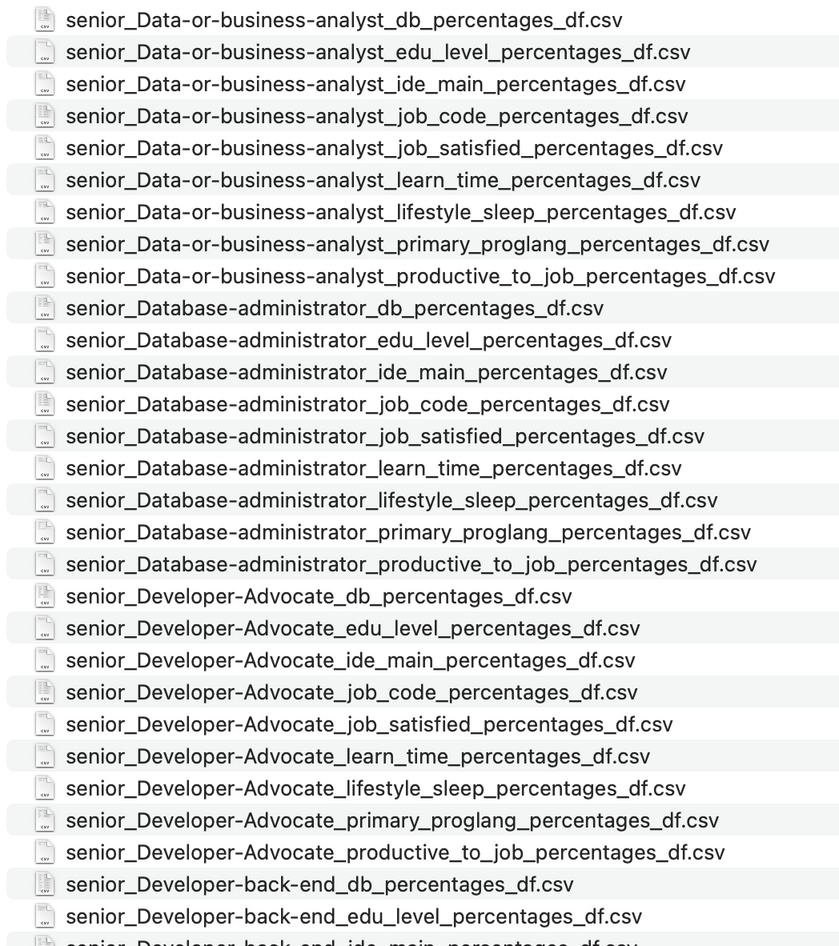 senior_Data-or-business-analyst_db_percentages_df.csv
senior_Data-or-business-analyst_edu_level_percentages_df.csv
senior_Data-or-business-analyst_ide_main_percentages_df.csv
senior_Data-or-business-analyst_job_code_percentages_df.csv
senior_Data-or-business-analyst_job_satisfied_percentages_df.csv
senior_Data-or-business-analyst_learn_time_percentages_df.csv
senior_Data-or-business-analyst_lifestyle_sleep_percentages_df.csv
senior_Data-or-business-analyst_primary_proglang_percentages_df.csv
senior_Data-or-business-analyst_productive_to_job_percentages_df.csv
senior_Database-administrator_db_percentages_df.csv
senior_Database-administrator_edu_level_percentages_df.csv
senior_Database-administrator_ide_main_percentages_df.csv
senior_Database-administrator_job_code_percentages_df.csv
senior_Database-administrator_job_satisfied_percentages_df.csv
senior_Database-administrator_learn_time_percentages_df.csv
senior_Database-administrator_lifestyle_sleep_percentages_df.csv
senior_Database-administrator_primary_proglang_percentages_df.csv
senior_Database-administrator_productive_to_job_percentages_df.csv
senior_Developer-Advocate_db_percentages_df.csv
senior_Developer-Advocate_edu_level_percentages_df.csv
senior_Developer-Advocate_ide_main_percentages_df.csv
senior_Developer-Advocate_job_code_percentages_df.csv
senior_Developer-Advocate_job_satisfied_percentages_df.csv
senior_Developer-Advocate_learn_time_percentages_df.csv
senior_Developer-Advocate_lifestyle_sleep_percentages_df.csv
senior_Developer-Advocate_primary_proglang_percentages_df.csv
senior_Developer-Advocate_productive_to_job_percentages_df.csv
senior_Developer-back-end_db_percentages_df.csv
senior_Developer-back-end_edu_level_percentages_df.csv